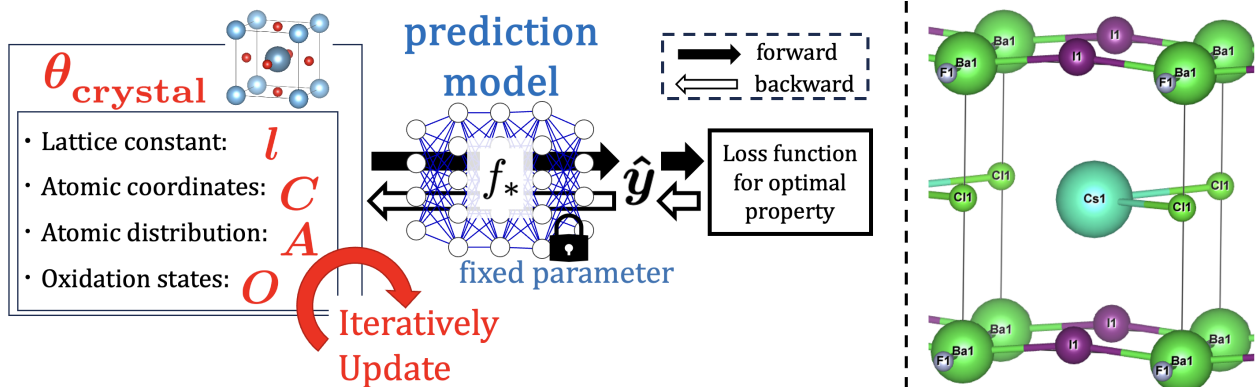 θcrystal
· Lattice constant: l
· Atomic coordinates: C
· Atomic distribution: A
· Oxidation states: O
Iteratively
Update
prediction
model
f*
fixed parameter
ŷ
forward
backward
Loss function
for optimal
property
Ba1
I1
Ba1
F1
Ba1
I1
F1
Ba1
Cl1
Cl1
Cs1
Cl1
Cl1
Ba1
I1
Ba1
F1
Ba1
I1
F1
Ba1